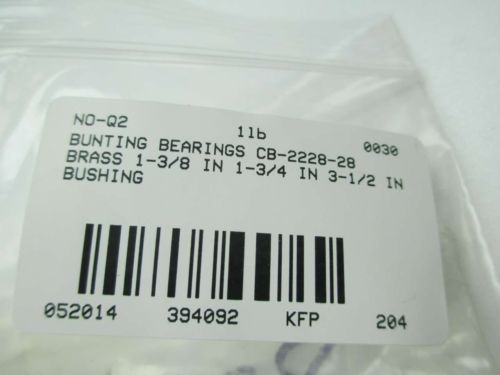 NO-Q2 1lb 0030
BUNTING BEARINGS CB-2228-28
BRASS 1-3/8 IN 1-3/4 IN 3-1/2 IN
BUSHING
052014 394092 KFP 204